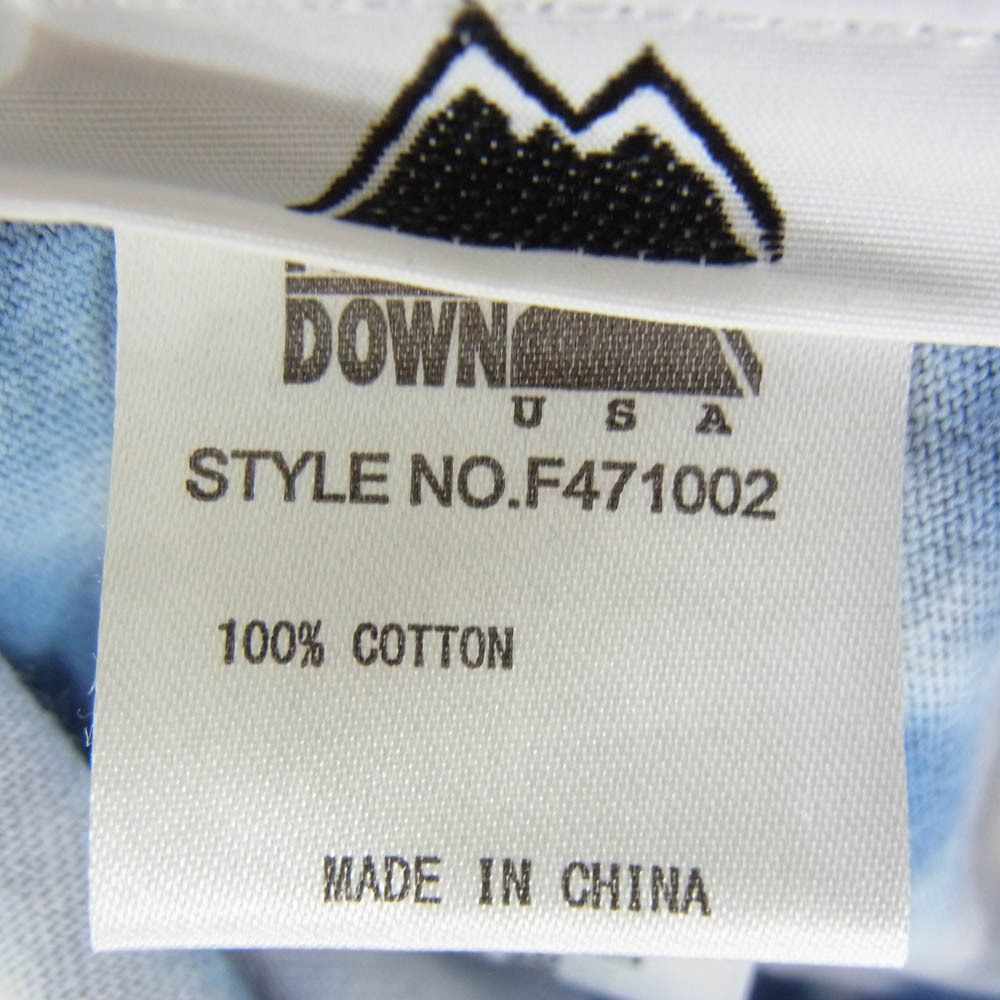 DOWN
USA
STYLE NO.F471002
100% COTTON
MADE IN CHINA